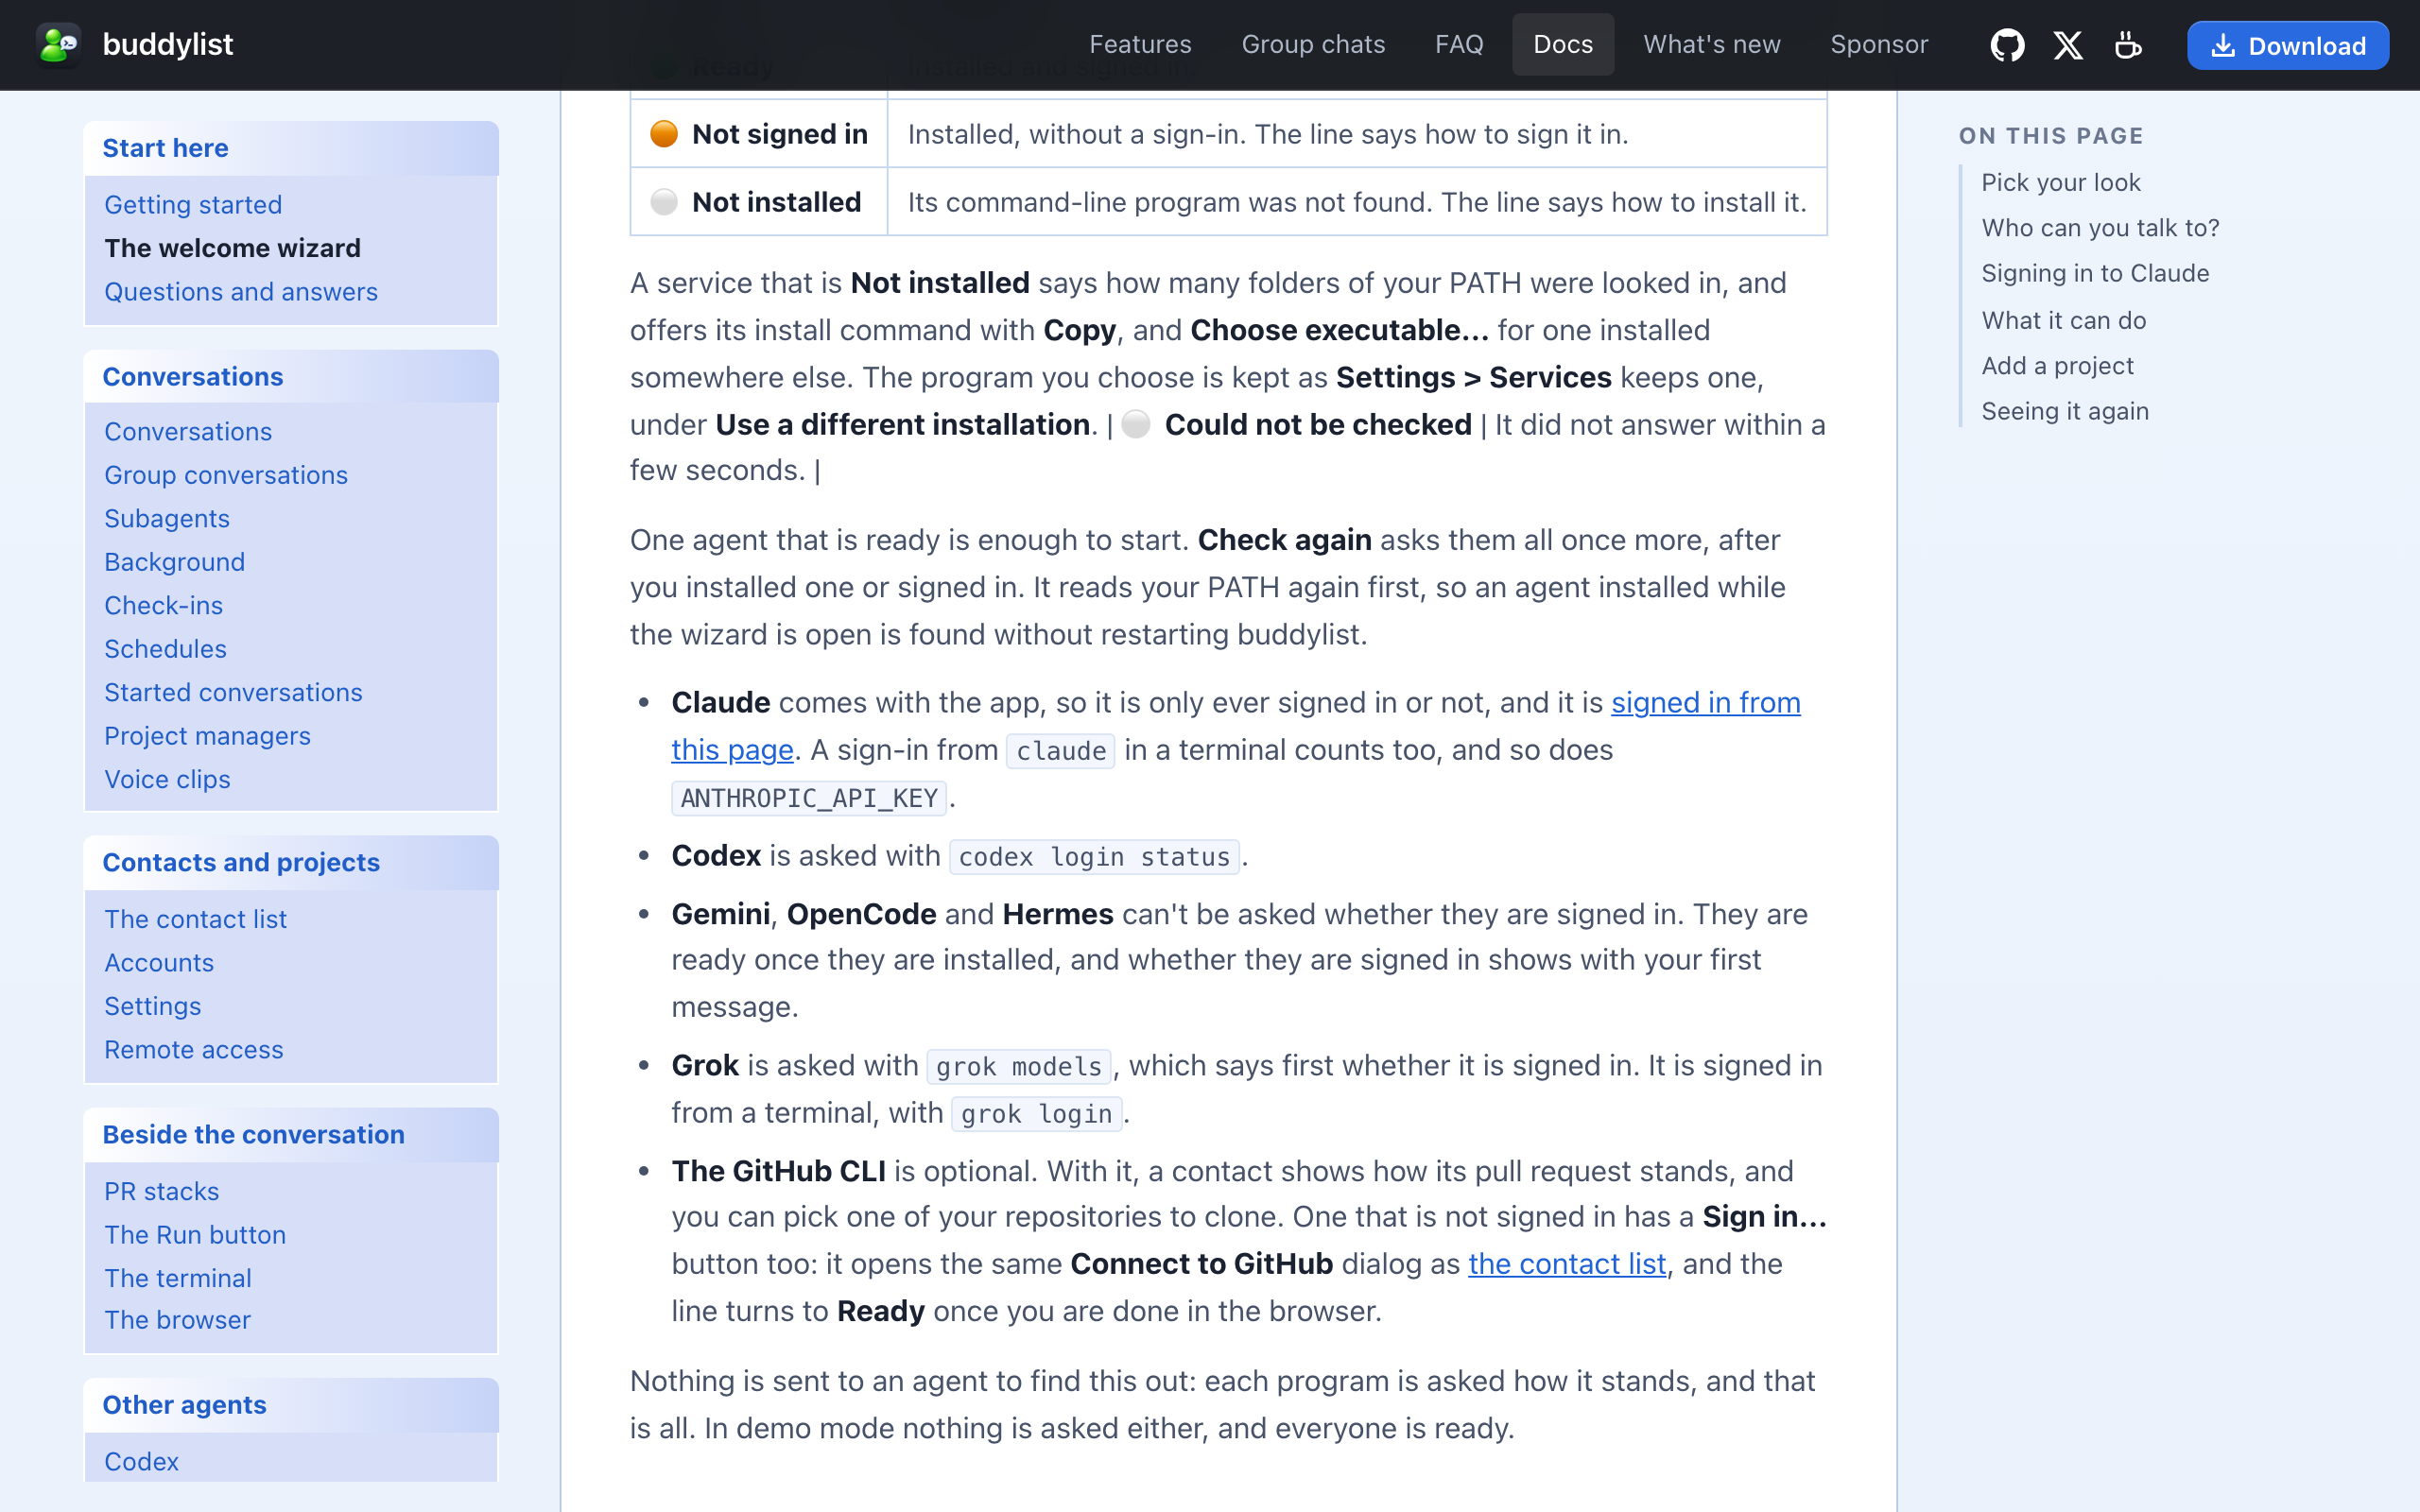 buddylist
Features
Group chats
FAQ
Docs
What's new
Sponsor
Download
Start here
Getting started
The welcome wizard
Questions and answers
Conversations
Conversations
Group conversations
Subagents
Background
Check-ins
Schedules
Started conversations
Project managers
Voice clips
Contacts and projects
The contact list
Accounts
Settings
Remote access
Beside the conversation
PR stacks
The Run button
The terminal
The browser
Other agents
Codex
Ready Installed and signed in.
Not signed in Installed, without a sign-in. The line says how to sign it in.
Not installed Its command-line program was not found. The line says how to install it.
A service that is Not installed says how many folders of your PATH were looked in, and
offers its install command with Copy, and Choose executable... for one installed
somewhere else. The program you choose is kept as Settings > Services keeps one,
under Use a different installation. | Could not be checked | It did not answer within a
few seconds. |
One agent that is ready is enough to start. Check again asks them all once more, after
you installed one or signed in. It reads your PATH again first, so an agent installed while
the wizard is open is found without restarting buddylist.
• Claude comes with the app, so it is only ever signed in or not, and it is signed in from
this page. A sign-in from claude in a terminal counts too, and so does
ANTHROPIC_API_KEY.
• Codex is asked with codex login status.
• Gemini, OpenCode and Hermes can't be asked whether they are signed in. They are
ready once they are installed, and whether they are signed in shows with your first
message.
• Grok is asked with grok models, which says first whether it is signed in. It is signed in
from a terminal, with grok login.
• The GitHub CLI is optional. With it, a contact shows how its pull request stands, and
you can pick one of your repositories to clone. One that is not signed in has a Sign in...
button too: it opens the same Connect to GitHub dialog as the contact list, and the
line turns to Ready once you are done in the browser.
Nothing is sent to an agent to find this out: each program is asked how it stands, and that
is all. In demo mode nothing is asked either, and everyone is ready.
ON THIS PAGE
Pick your look
Who can you talk to?
Signing in to Claude
What it can do
Add a project
Seeing it again